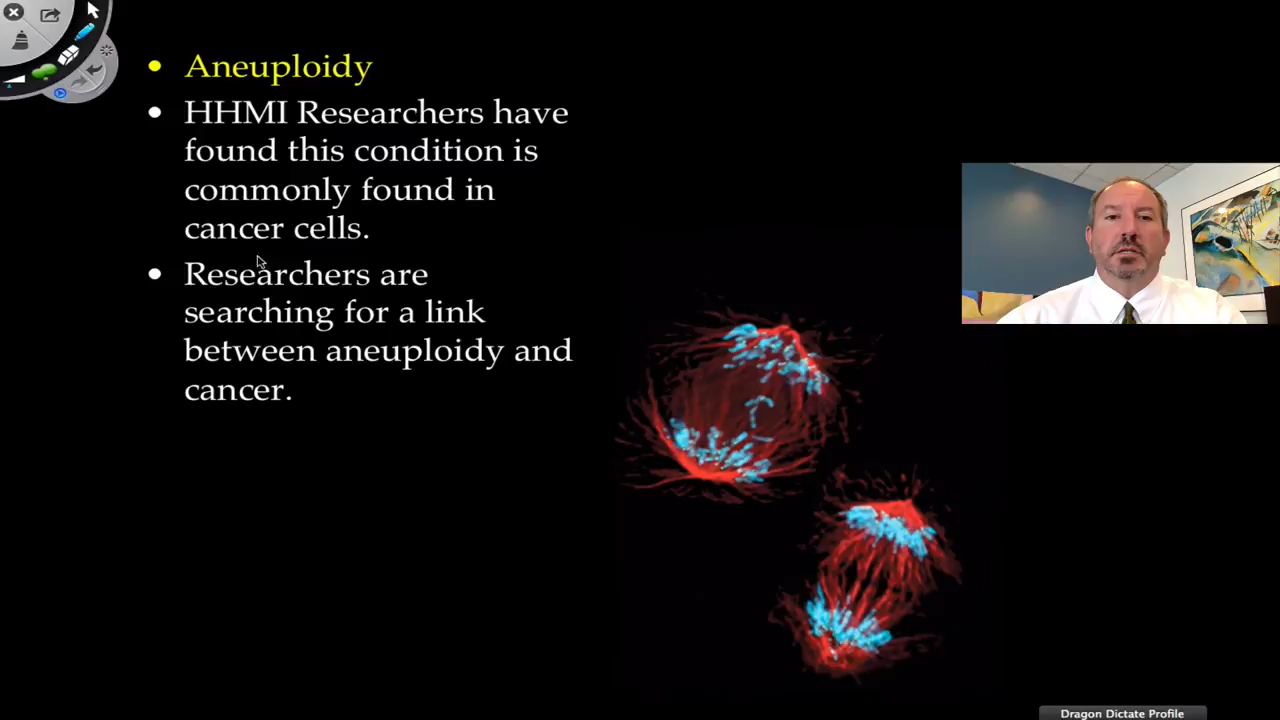 Aneuploidy
HHMI Researchers have
found this condition is
commonly found in
cancer cells.
Researchers are
searching for a link
between aneuploidy and
cancer.
Dragon Dictate Profile